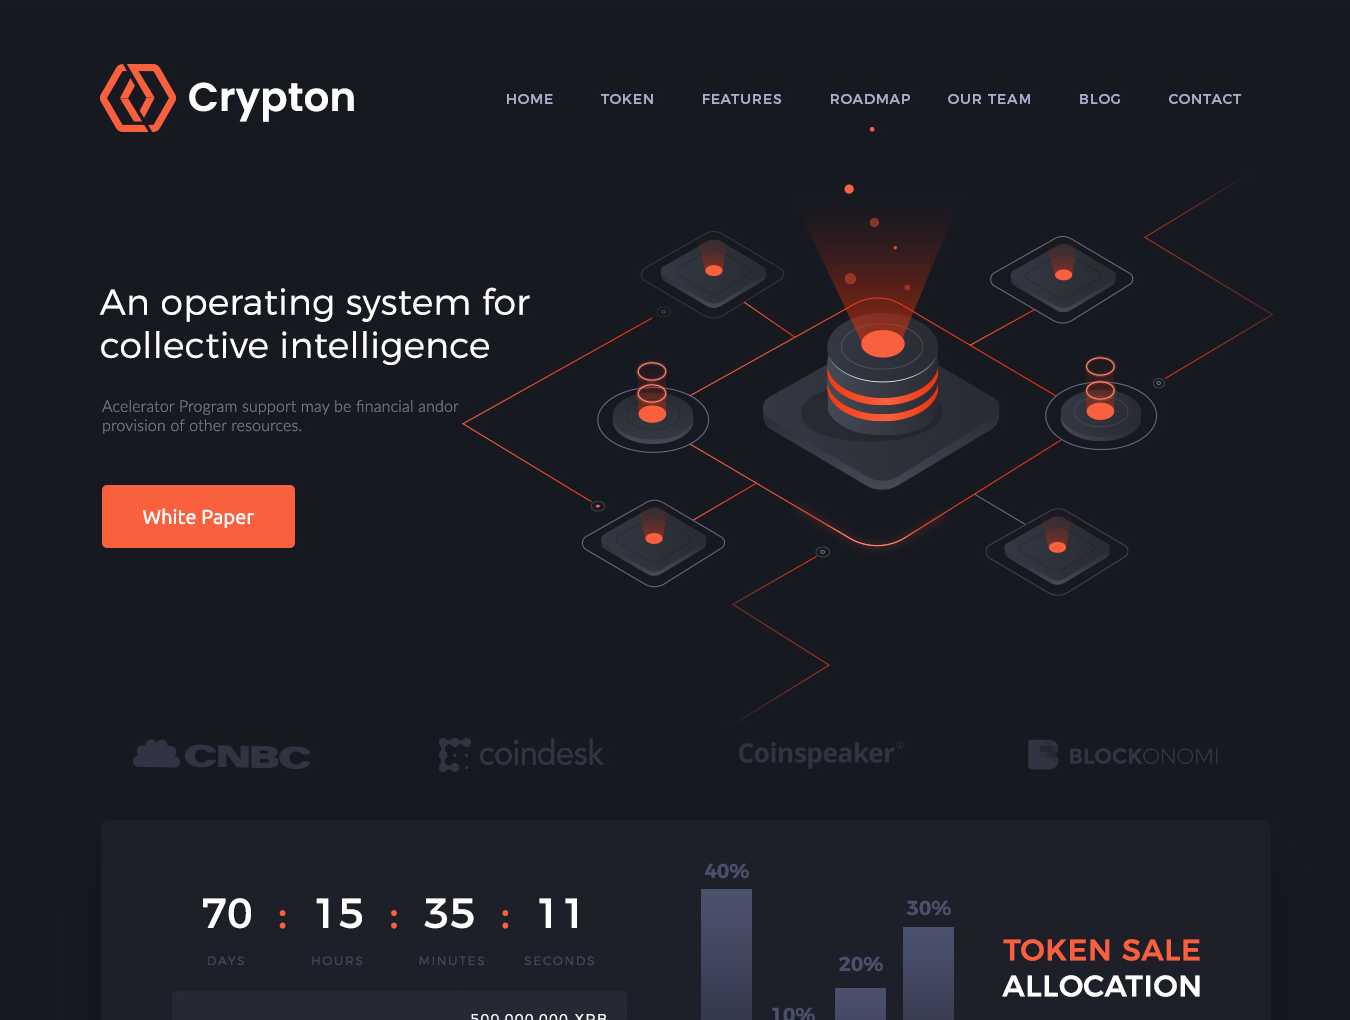 Crypton
HOME TOKEN FEATURES ROADMAP OUR TEAM BLOG CONTACT
An operating system for
collective intelligence
Acelerator Program support may be financial andor
provision of other resources.
White Paper
CNBC coindesk Coinspeaker® BLOCKONOMI
40%
30%
70 : 15 : 35 : 11
TOKEN SALE
DAYS HOURS MINUTES SECONDS
20%
ALLOCATION
10%
500,000,000 XPB